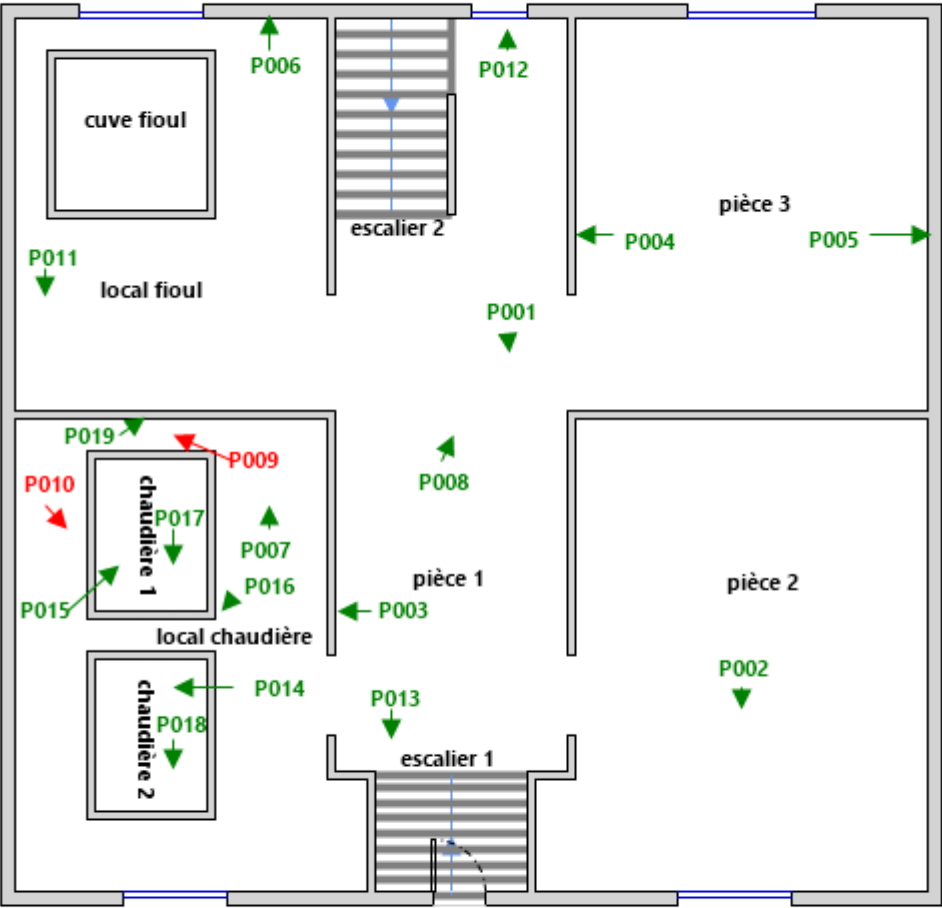 P006
P012
cuve fioul
pièce 3
escalier 2
P004
P005
P011
local fioul
P001
P019
P009
P008
P010
chaudière 1
P017
P007
pièce 1
pièce 2
P016
P015
P003
local chaudière
P002
P014
P013
chaudière 2
P018
escalier 1